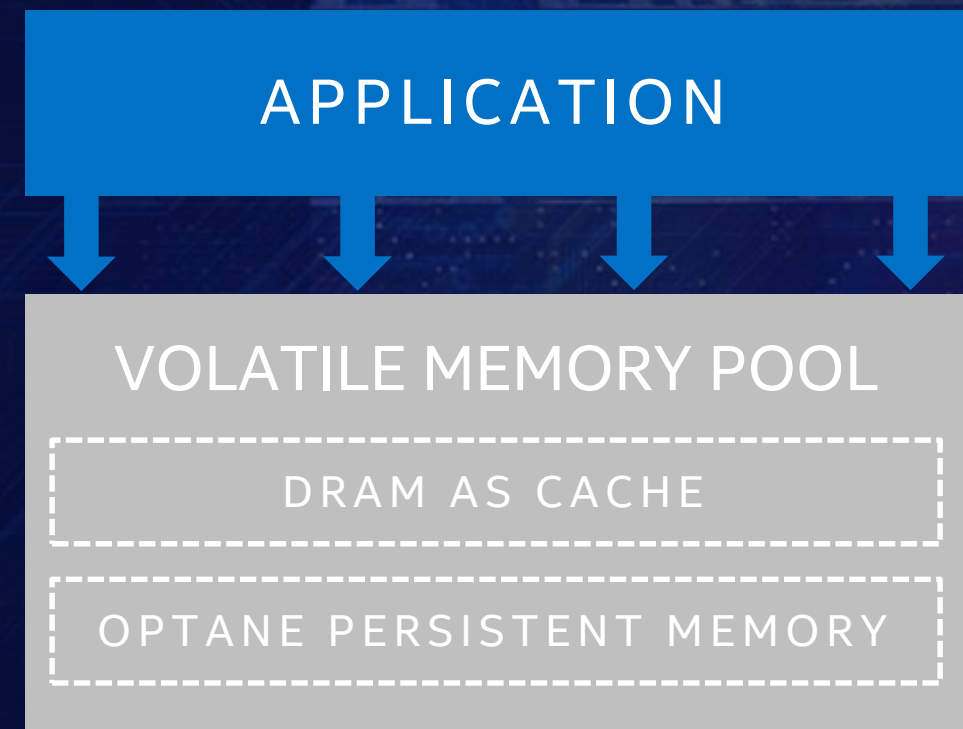 APPLICATION
VOLATILE MEMORY POOL
DRAM AS CACHE
OPTANE PERSISTENT MEMORY